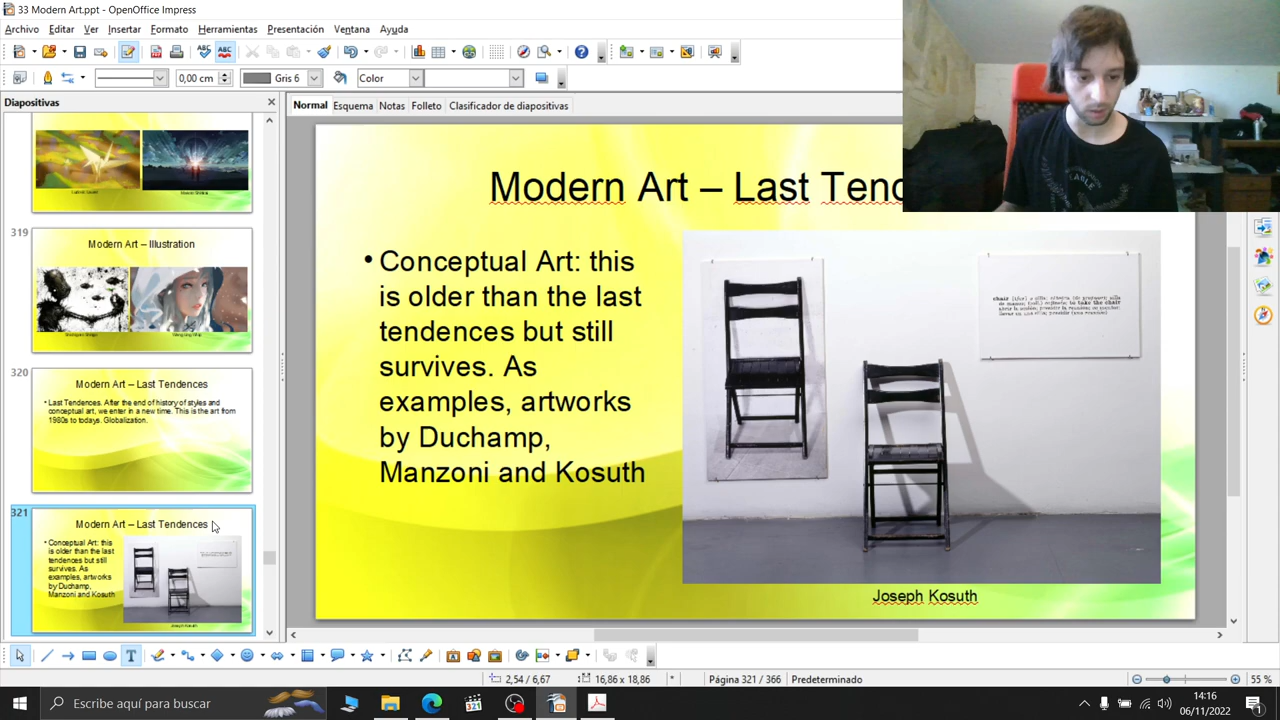 33 Modern Art.ppt - OpenOffice Impress
Archivo Editar Ver Insertar Formato Herramientas Presentación Ventana Ayuda
0,00 cm Gris 6 Color
Diapositivas
Normal Esquema Notas Folleto Clasificador de diapositivas
319
Modern Art – Illustration
320
Modern Art – Last Tendences
• Last Tendences. After the end of history of styles and
conceptual art, we enter in a new time. This is the art from
1980s to todays. Globalization.
321
Modern Art – Last Tendences
• Conceptual Art: this
is older than the last
tendences but still
survives. As
examples, artworks
by Duchamp,
Manzoni and Kosuth
Joseph Kosuth
Modern Art – Last Tend
• Conceptual Art: this
is older than the last
tendences but still
survives. As
examples, artworks
by Duchamp,
Manzoni and Kosuth
Joseph Kosuth
2,54 / 6,67 16,86 x 18,86 * Página 321 / 366 Predeterminado 55 %
Escribe aquí para buscar
321
14:16
06/11/2022